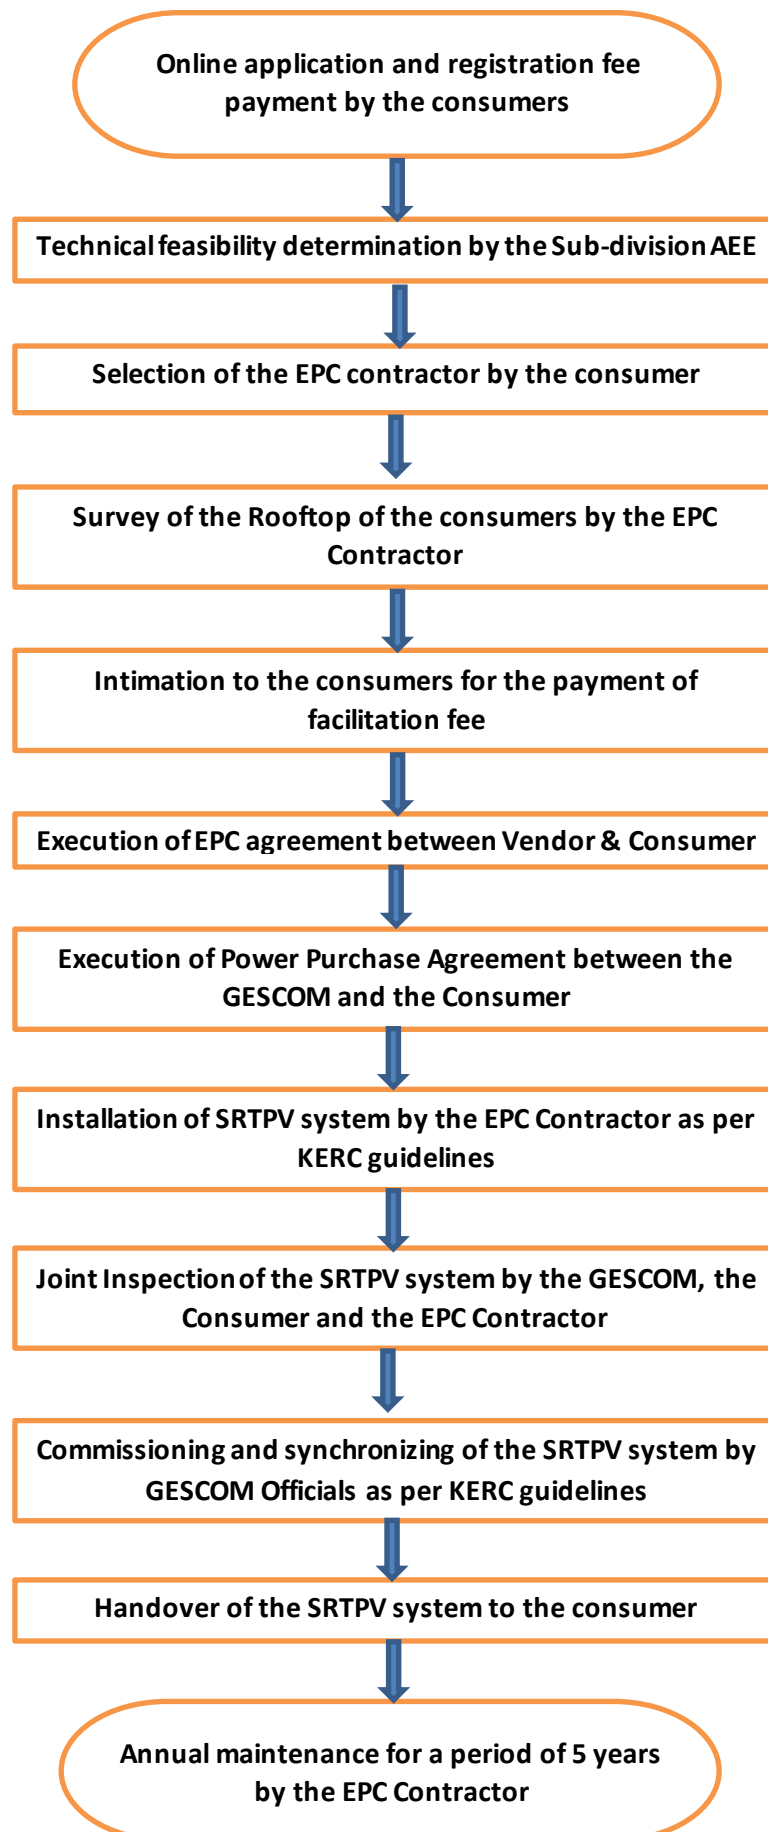 Online application and registration fee
payment by the consumers
Technical feasibility determination by the Sub-division AEE
Selection of the EPC contractor by the consumer
Survey of the Rooftop of the consumers by the EPC
Contractor
Intimation to the consumers for the payment of
facilitation fee
Execution of EPC agreement between Vendor & Consumer
Execution of Power Purchase Agreement between the
GESCOM and the Consumer
Installation of SRTPV system by the EPC Contractor as per
KERC guidelines
Joint Inspection of the SRTPV system by the GESCOM, the
Consumer and the EPC Contractor
Commissioning and synchronizing of the SRTPV system by
GESCOM Officials as per KERC guidelines
Handover of the SRTPV system to the consumer
Annual maintenance for a period of 5 years
by the EPC Contractor